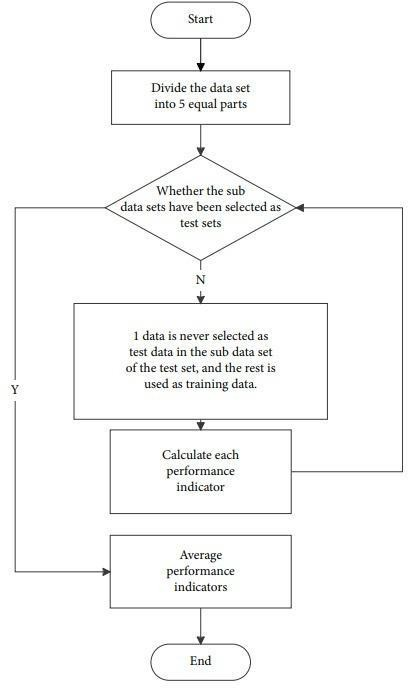 Start
Divide the data set
into 5 equal parts
Whether the sub
data sets have been selected as
test sets
N
1 data is never selected as
test data in the sub data set
of the test set, and the rest is
used as training data.
Y
Calculate each
performance
indicator
Average
performance
indicators
End